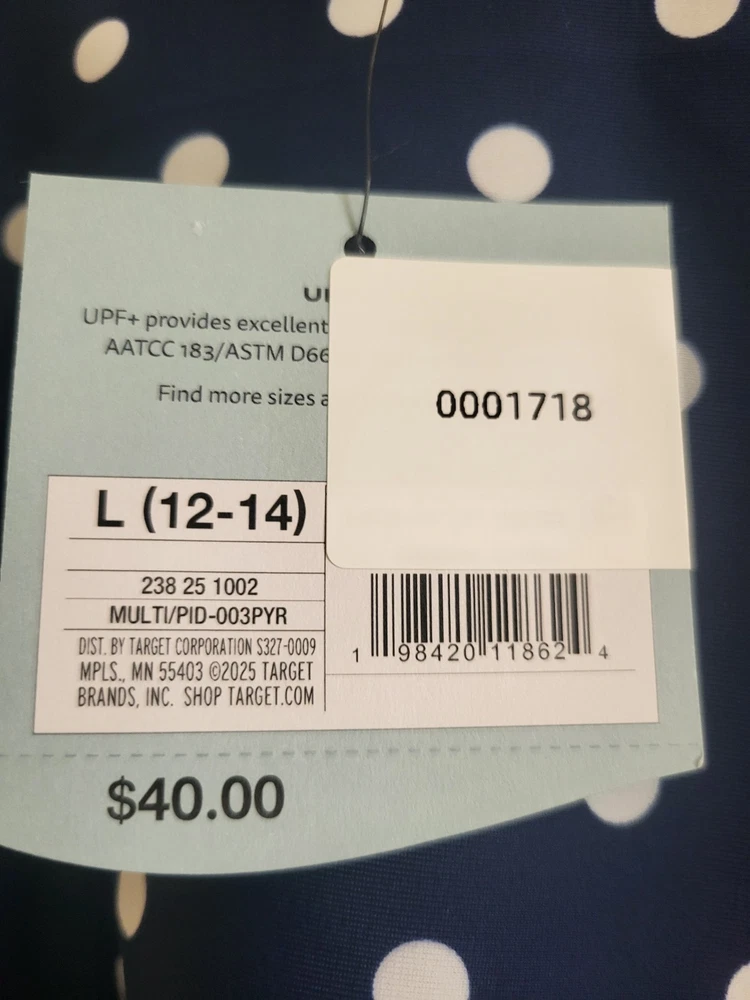 UPF+ provides excellent
AATCC 183/ASTM D66
Find more sizes
0001718
L (12-14)
238 25 1002
MULTI/PID-003PYR
DIST. BY TARGET CORPORATION S327-0009
MPLS., MN 55403 ©2025 TARGET
BRANDS, INC. SHOP TARGET.COM
1 98420 11862 4
$40.00